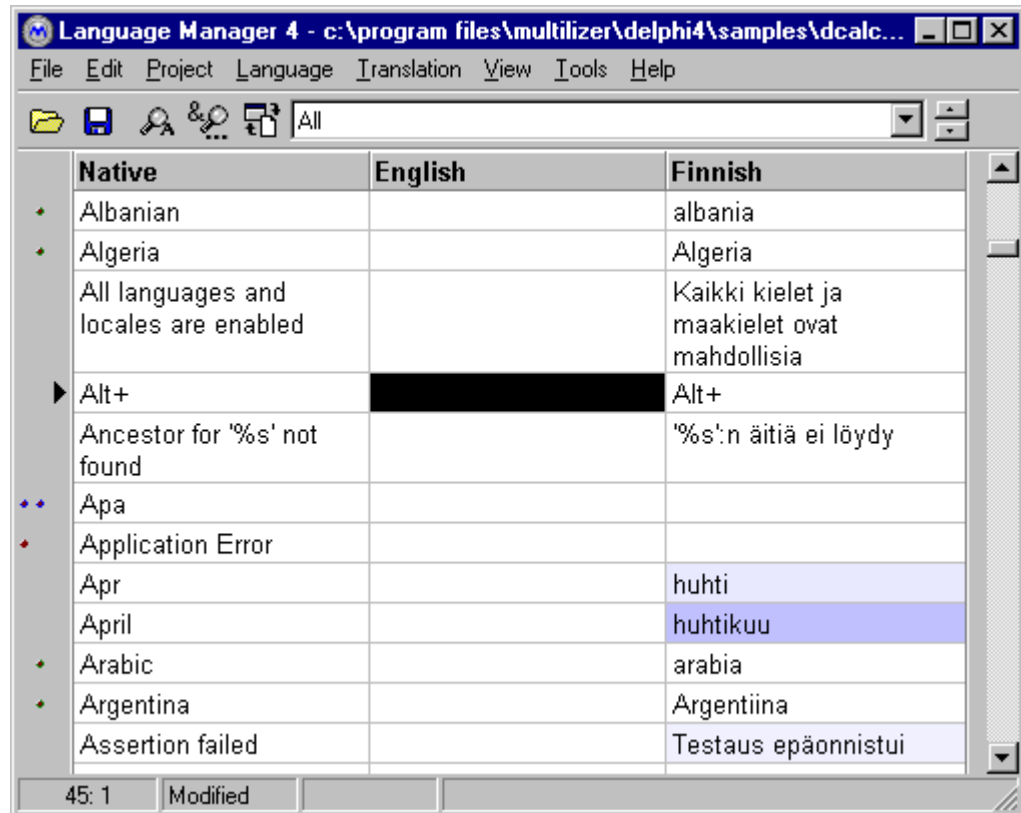 Language Manager 4 - c:\program files\multilizer\delphi4\samples\dcalc...
File Edit Project Language Translation View Tools Help
All
Native English Finnish
Albanian albania
Algeria Algeria
All languages and Kaikki kielet ja
locales are enabled maakielet ovat
mahdollisia
Alt+ Alt+
Ancestor for '%s' not '%s':n äitiä ei löydy
found
Apa
Application Error
Apr huhti
April huhtikuu
Arabic arabia
Argentina Argentiina
Assertion failed Testaus epäonnistui
45: 1 Modified